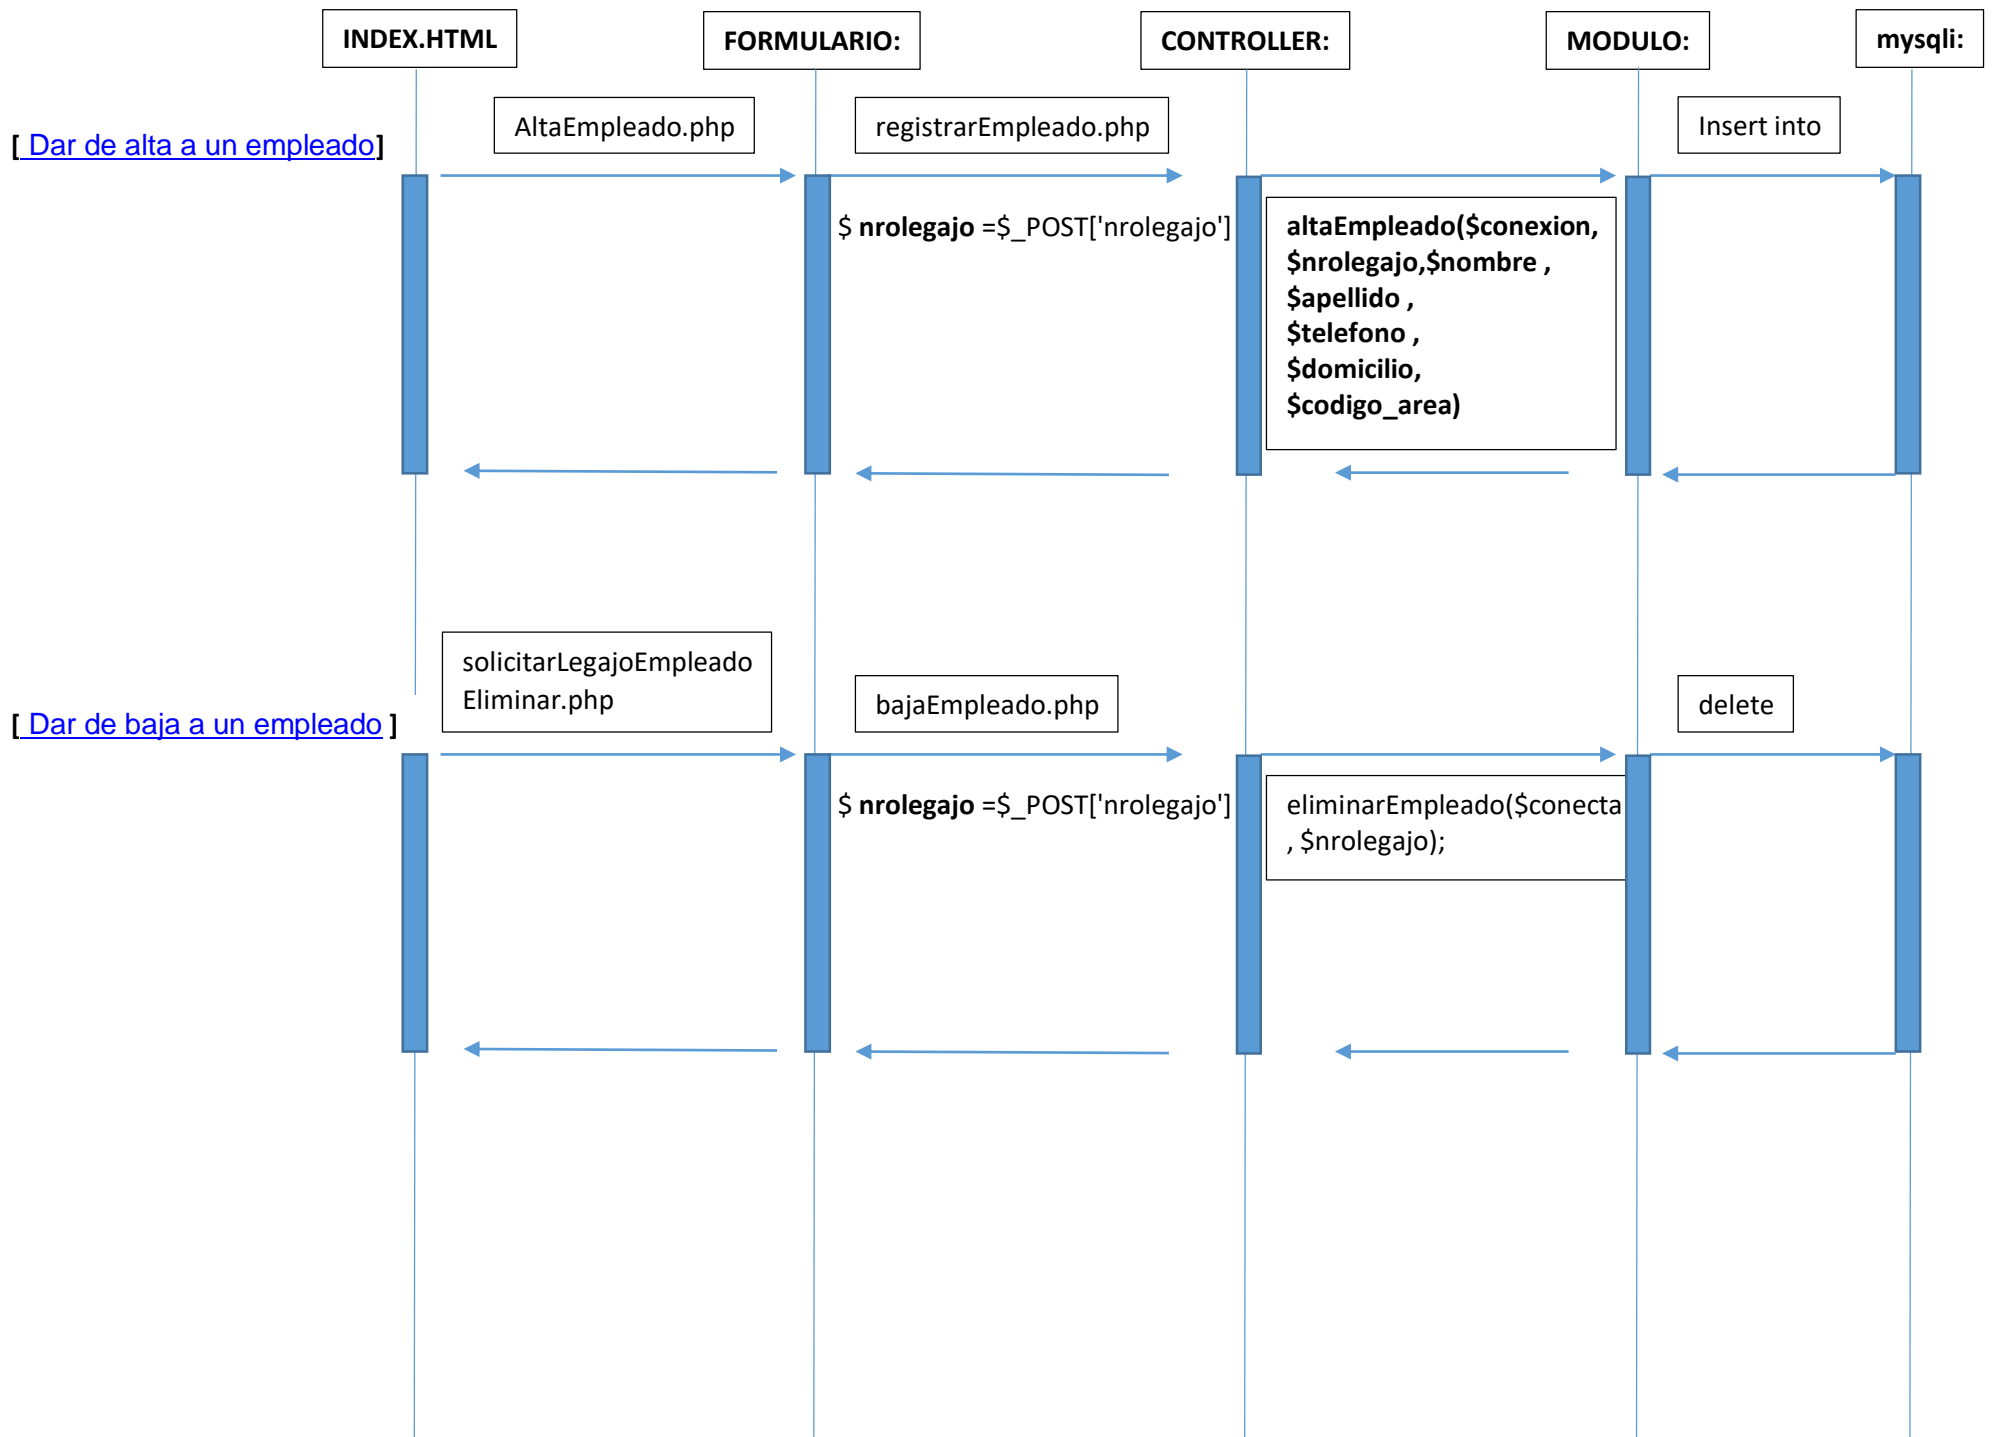 INDEX.HTML
FORMULARIO:
CONTROLLER:
MODULO:
mysqli:
[ Dar de alta a un empleado]
AltaEmpleado.php
registrarEmpleado.php
Insert into
$ nrolegajo =$_POST['nrolegajo']
altaEmpleado($conexion,
$nrolegajo,$nombre ,
$apellido ,
$telefono ,
$domicilio,
$codigo_area)
[ Dar de baja a un empleado ]
solicitarLegajoEmpleado
Eliminar.php
bajaEmpleado.php
delete
$ nrolegajo =$_POST['nrolegajo']
eliminarEmpleado($conecta
, $nrolegajo);